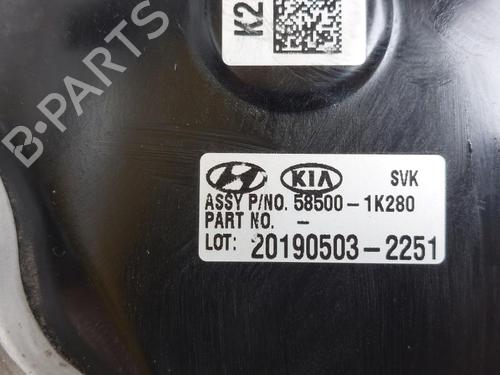 K2
B-PARTS
KIA SVK
ASSY P/NO. 58500-1K280
PART NO. -
LOT: 20190503-2251